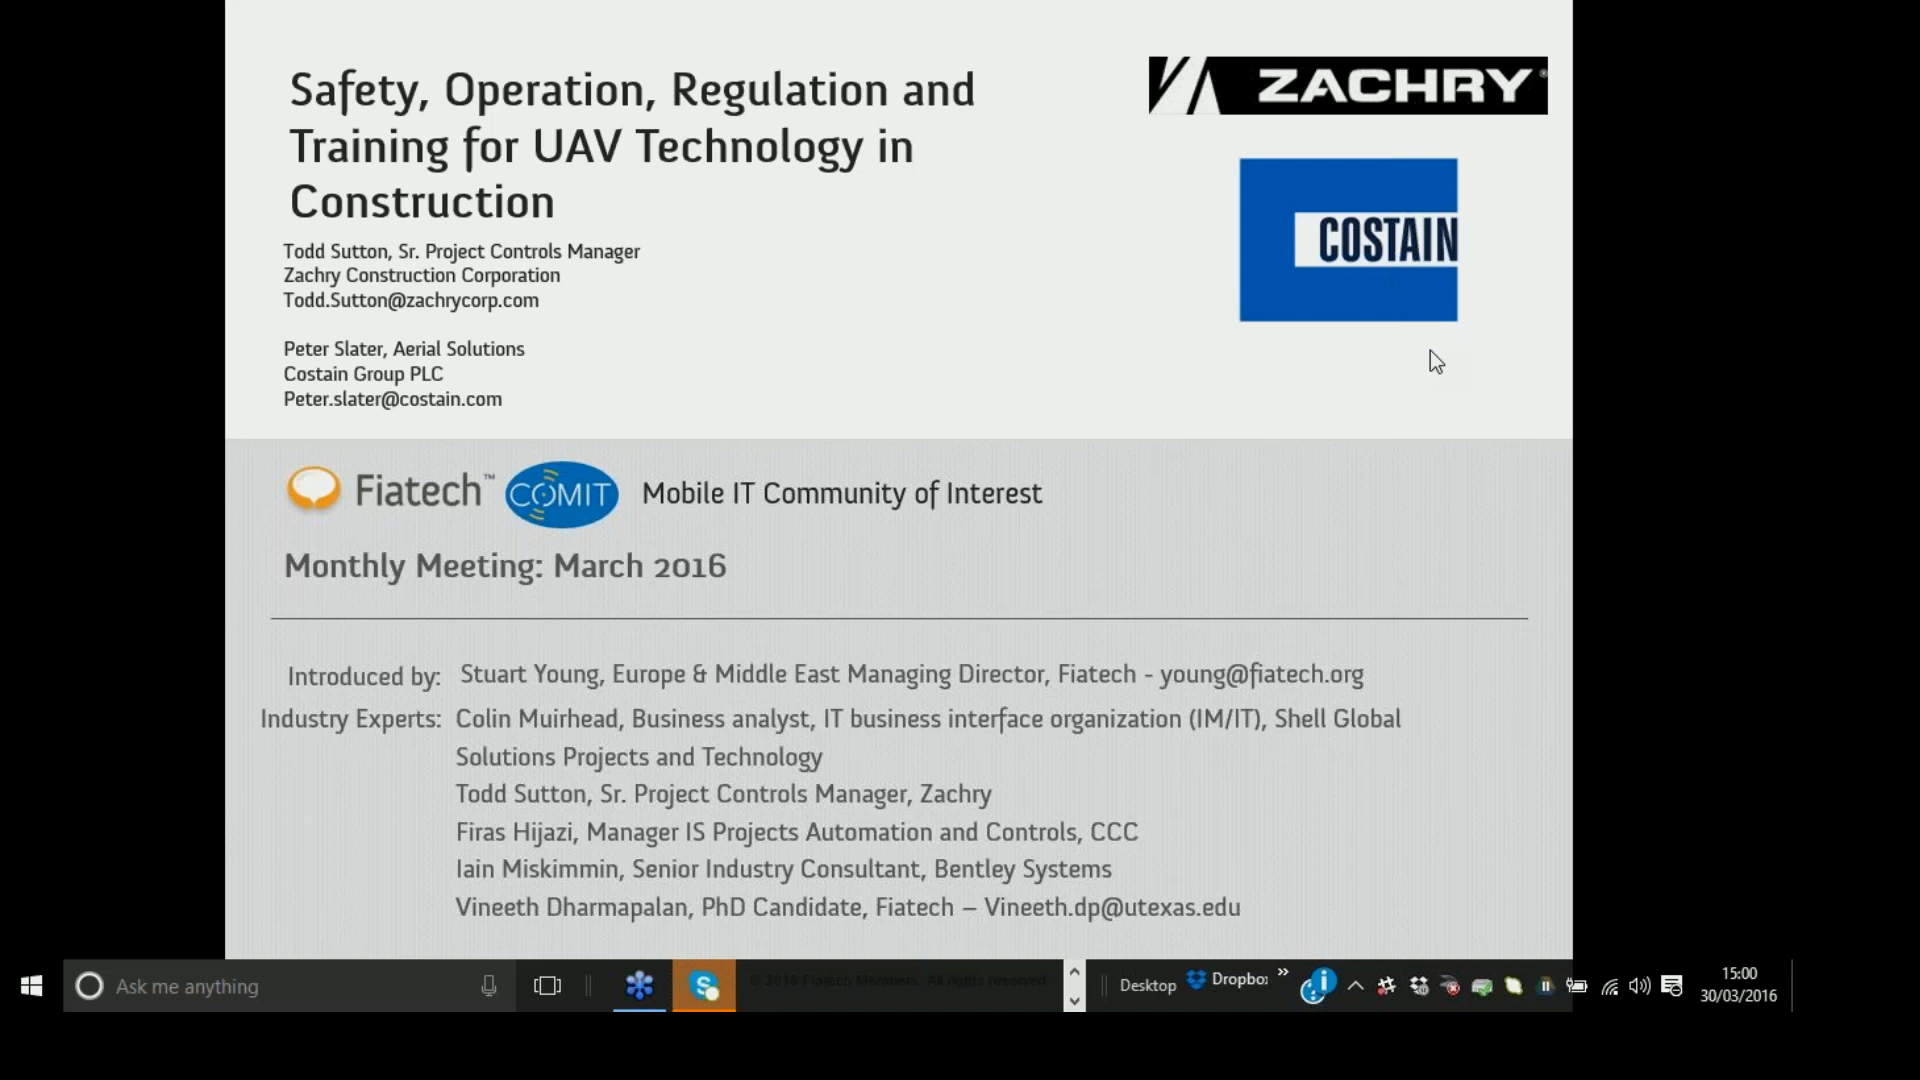 Safety, Operation, Regulation and
Training for UAV Technology in
Construction
ZACHRY®
COSTAIN
Todd Sutton, Sr. Project Controls Manager
Zachry Construction Corporation
Todd.Sutton@zachrycorp.com
Peter Slater, Aerial Solutions
Costain Group PLC
Peter.slater@costain.com
Fiatech™ COMIT Mobile IT Community of Interest
Monthly Meeting: March 2016
Introduced by: Stuart Young, Europe & Middle East Managing Director, Fiatech - young@fiatech.org
Industry Experts: Colin Muirhead, Business analyst, IT business interface organization (IM/IT), Shell Global
Solutions Projects and Technology
Todd Sutton, Sr. Project Controls Manager, Zachry
Firas Hijazi, Manager IS Projects Automation and Controls, CCC
Iain Miskimmin, Senior Industry Consultant, Bentley Systems
Vineeth Dharmapalan, PhD Candidate, Fiatech – Vineeth.dp@utexas.edu
Ask me anything
© 2016 Fiatech Members. All rights reserved
Desktop
Dropbo
15:00
30/03/2016